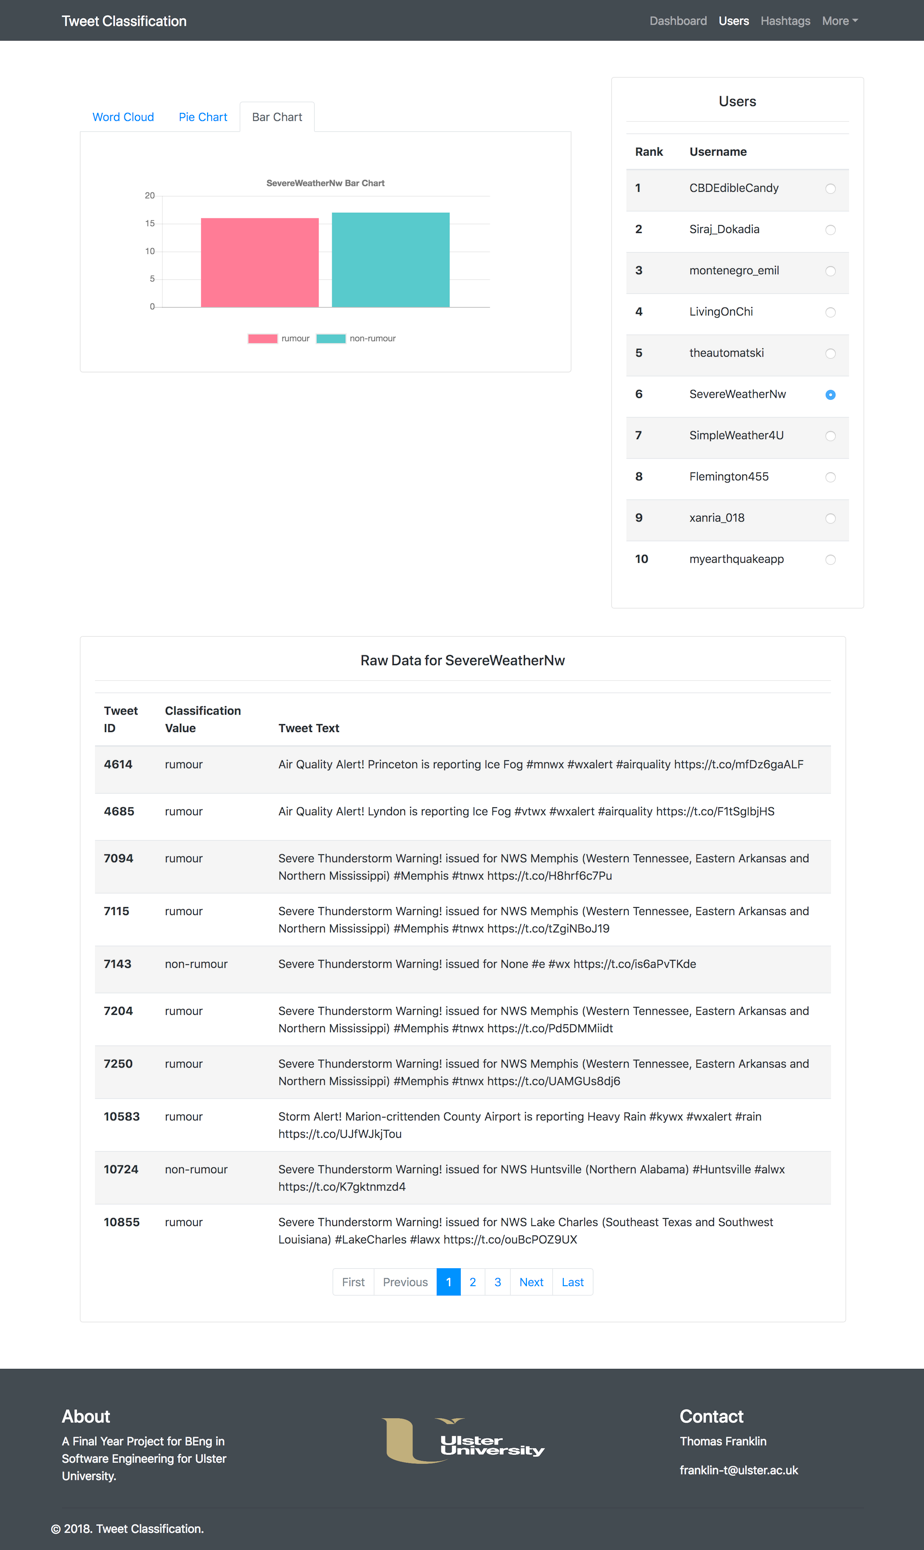 Tweet Classification
Dashboard Users Hashtags More
Word Cloud Pie Chart Bar Chart
SevereWeatherNw Bar Chart
20
15
10
5
0
rumour non-rumour
Users
Rank Username
1 CBDEdibleCandy
2 Siraj_Dokadia
3 montenegro_emil
4 LivingOnChi
5 theautomatski
6 SevereWeatherNw
7 SimpleWeather4U
8 Flemington455
9 xanria_018
10 myearthquakeapp
Raw Data for SevereWeatherNw
Tweet ID Classification Value Tweet Text
4614 rumour Air Quality Alert! Princeton is reporting Ice Fog #mnwx #wxalert #airquality https://t.co/mfDz6gaALF
4685 rumour Air Quality Alert! Lyndon is reporting Ice Fog #vtwx #wxalert #airquality https://t.co/F1tSglbjHS
7094 rumour Severe Thunderstorm Warning! issued for NWS Memphis (Western Tennessee, Eastern Arkansas and
Northern Mississippi) #Memphis #tnwx https://t.co/H8hrf6c7Pu
7115 rumour Severe Thunderstorm Warning! issued for NWS Memphis (Western Tennessee, Eastern Arkansas and
Northern Mississippi) #Memphis #tnwx https://t.co/tZgiNBoJ19
7143 non-rumour Severe Thunderstorm Warning! issued for None #e #wx https://t.co/is6aPvTKde
7204 rumour Severe Thunderstorm Warning! issued for NWS Memphis (Western Tennessee, Eastern Arkansas and
Northern Mississippi) #Memphis #tnwx https://t.co/Pd5DMMiidt
7250 rumour Severe Thunderstorm Warning! issued for NWS Memphis (Western Tennessee, Eastern Arkansas and
Northern Mississippi) #Memphis #tnwx https://t.co/UAMGUs8dj6
10583 rumour Storm Alert! Marion-crittenden County Airport is reporting Heavy Rain #kywx #wxalert #rain
https://t.co/UJfWJkjTou
10724 non-rumour Severe Thunderstorm Warning! issued for NWS Huntsville (Northern Alabama) #Huntsville #alwx
https://t.co/K7gktnmzd4
10855 rumour Severe Thunderstorm Warning! issued for NWS Lake Charles (Southeast Texas and Southwest
Louisiana) #LakeCharles #lawx https://t.co/ouBcPOZ9UX
First Previous 1 2 3 Next Last
About
A Final Year Project for BEng in
Software Engineering for Ulster
University.
Ulster
University
Contact
Thomas Franklin
franklin-t@ulster.ac.uk
© 2018. Tweet Classification.